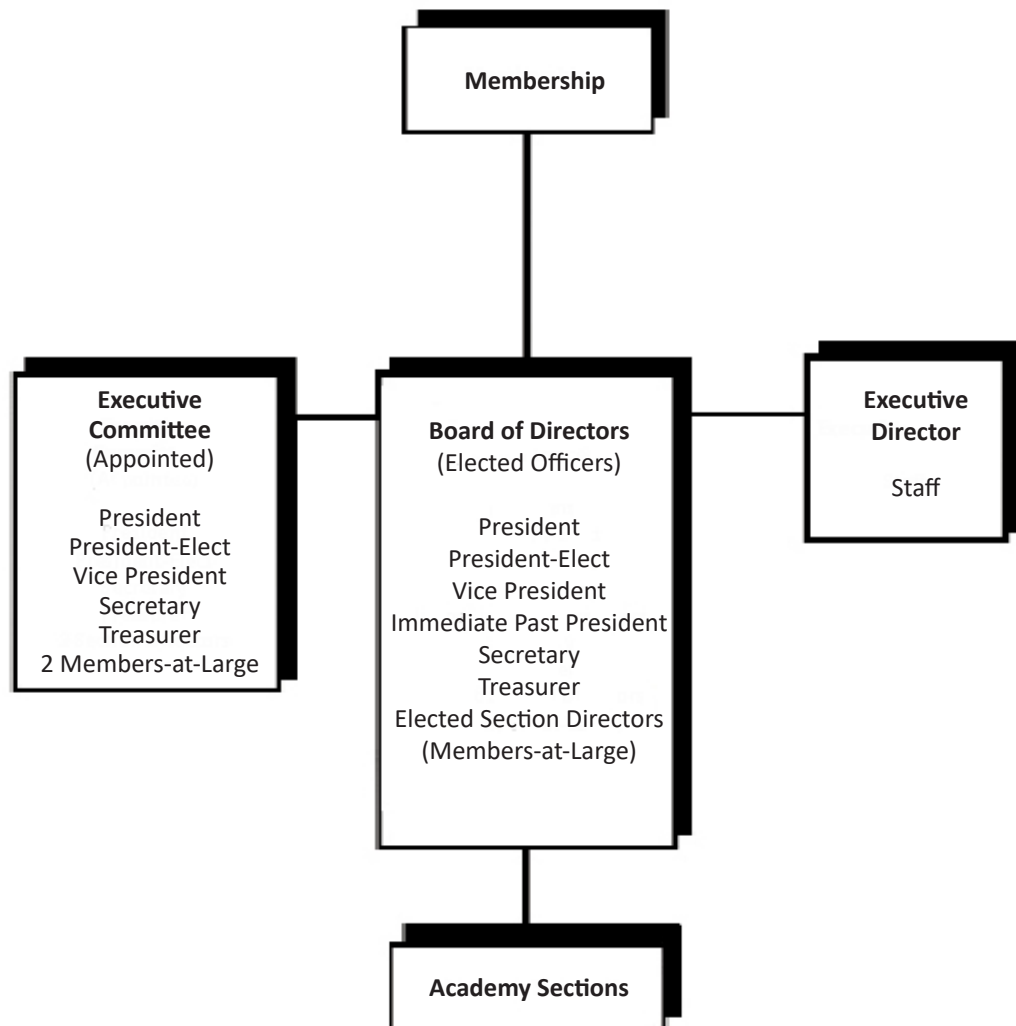 Membership
Executive
Committee
(Appointed)
President
President-Elect
Vice President
Secretary
Treasurer
2 Members-at-Large
Board of Directors
(Elected Officers)
President
President-Elect
Vice President
Immediate Past President
Secretary
Treasurer
Elected Section Directors
(Members-at-Large)
Executive
Director
Staff
Academy Sections